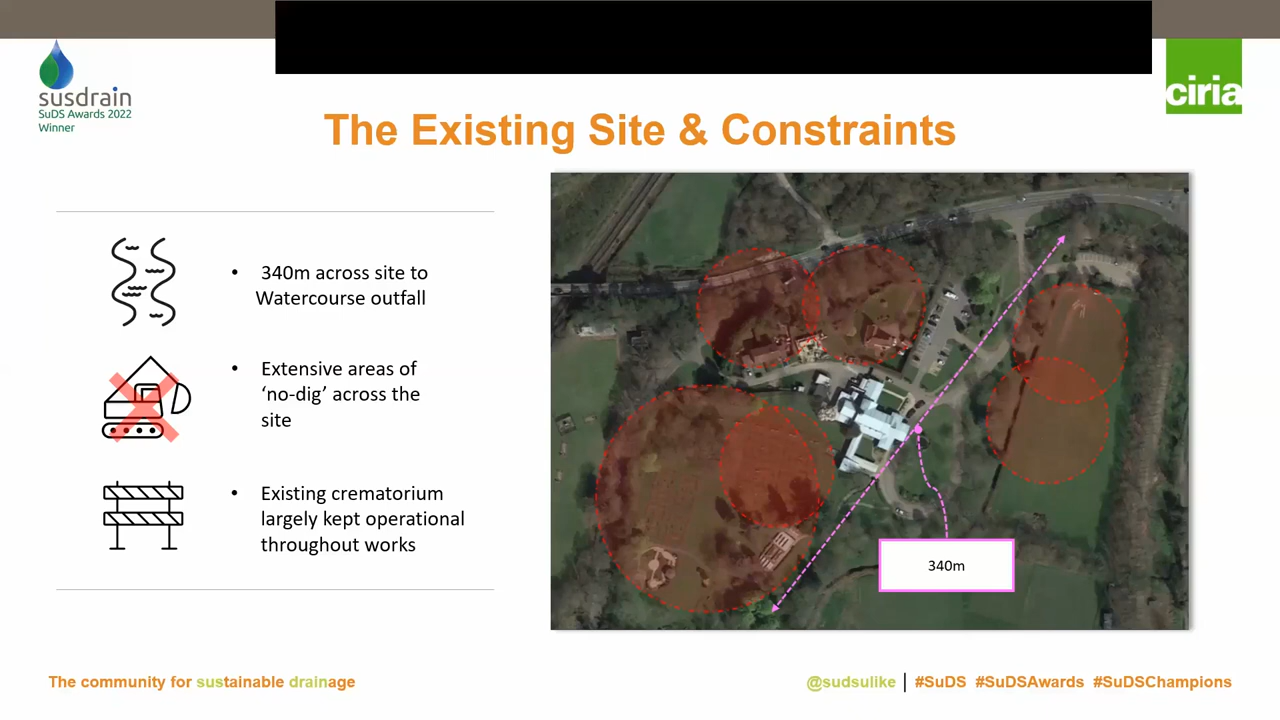 susdrain
SuDS Awards 2022
Winner
ciria
The Existing Site & Constraints
• 340m across site to
Watercourse outfall
• Extensive areas of
‘no-dig’ across the
site
• Existing crematorium
largely kept operational
throughout works
340m
The community for sustainable drainage
@sudsulike | #SuDS #SuDSAwards #SuDSChampions